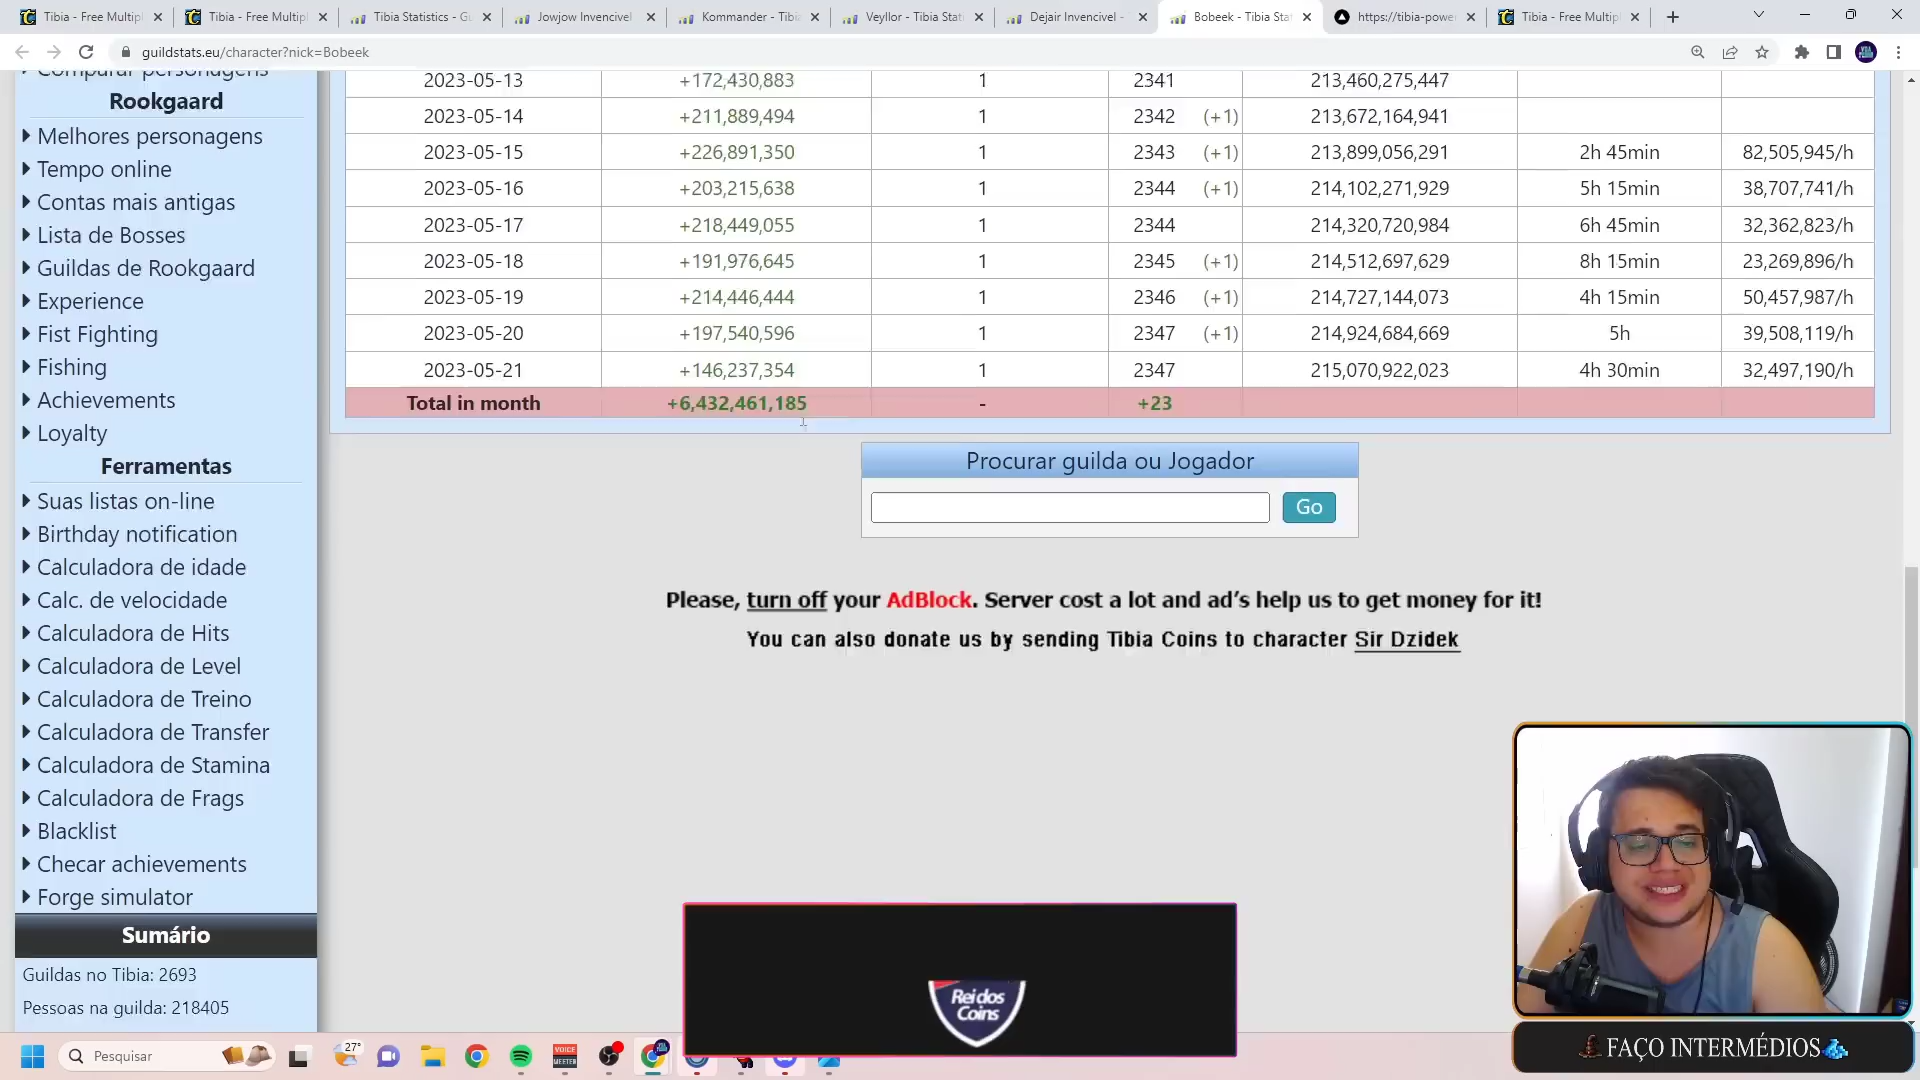 Tibia - Free Multipl
Tibia - Free Multipl
Tibia Statistics - Gu
Jowjow Invencivel
Kommander - Tibia
Veyllor - Tibia Stati
Dejair Invencivel -
Bobeek - Tibia Stat
https://tibia-power
Tibia - Free Multipl
guildstats.eu/character?nick=Bobeek
Comparar personagens
Rookgaard
Melhores personagens
Tempo online
Contas mais antigas
Lista de Bosses
Guildas de Rookgaard
Experience
Fist Fighting
Fishing
Achievements
Loyalty
Ferramentas
Suas listas on-line
Birthday notification
Calculadora de idade
Calc. de velocidade
Calculadora de Hits
Calculadora de Level
Calculadora de Treino
Calculadora de Transfer
Calculadora de Stamina
Calculadora de Frags
Blacklist
Checar achievements
Forge simulator
Sumário
Guildas no Tibia: 2693
Pessoas na guilda: 218405
2023-05-13 +172,430,883 1 2341 213,460,275,447
2023-05-14 +211,889,494 1 2342 (+1) 213,672,164,941
2023-05-15 +226,891,350 1 2343 (+1) 213,899,056,291 2h 45min 82,505,945/h
2023-05-16 +203,215,638 1 2344 (+1) 214,102,271,929 5h 15min 38,707,741/h
2023-05-17 +218,449,055 1 2344 214,320,720,984 6h 45min 32,362,823/h
2023-05-18 +191,976,645 1 2345 (+1) 214,512,697,629 8h 15min 23,269,896/h
2023-05-19 +214,446,444 1 2346 (+1) 214,727,144,073 4h 15min 50,457,987/h
2023-05-20 +197,540,596 1 2347 (+1) 214,924,684,669 5h 39,508,119/h
2023-05-21 +146,237,354 1 2347 215,070,922,023 4h 30min 32,497,190/h
Total in month +6,432,461,185 - +23
Procurar guilda ou Jogador
Go
Please, turn off your AdBlock. Server cost a lot and ad's help us to get money for it!
You can also donate us by sending Tibia Coins to character Sir Dzidek
Rei dos
Coins
FAÇO INTERMÉDIOS
Pesquisar
27°
VOICE
MEETER